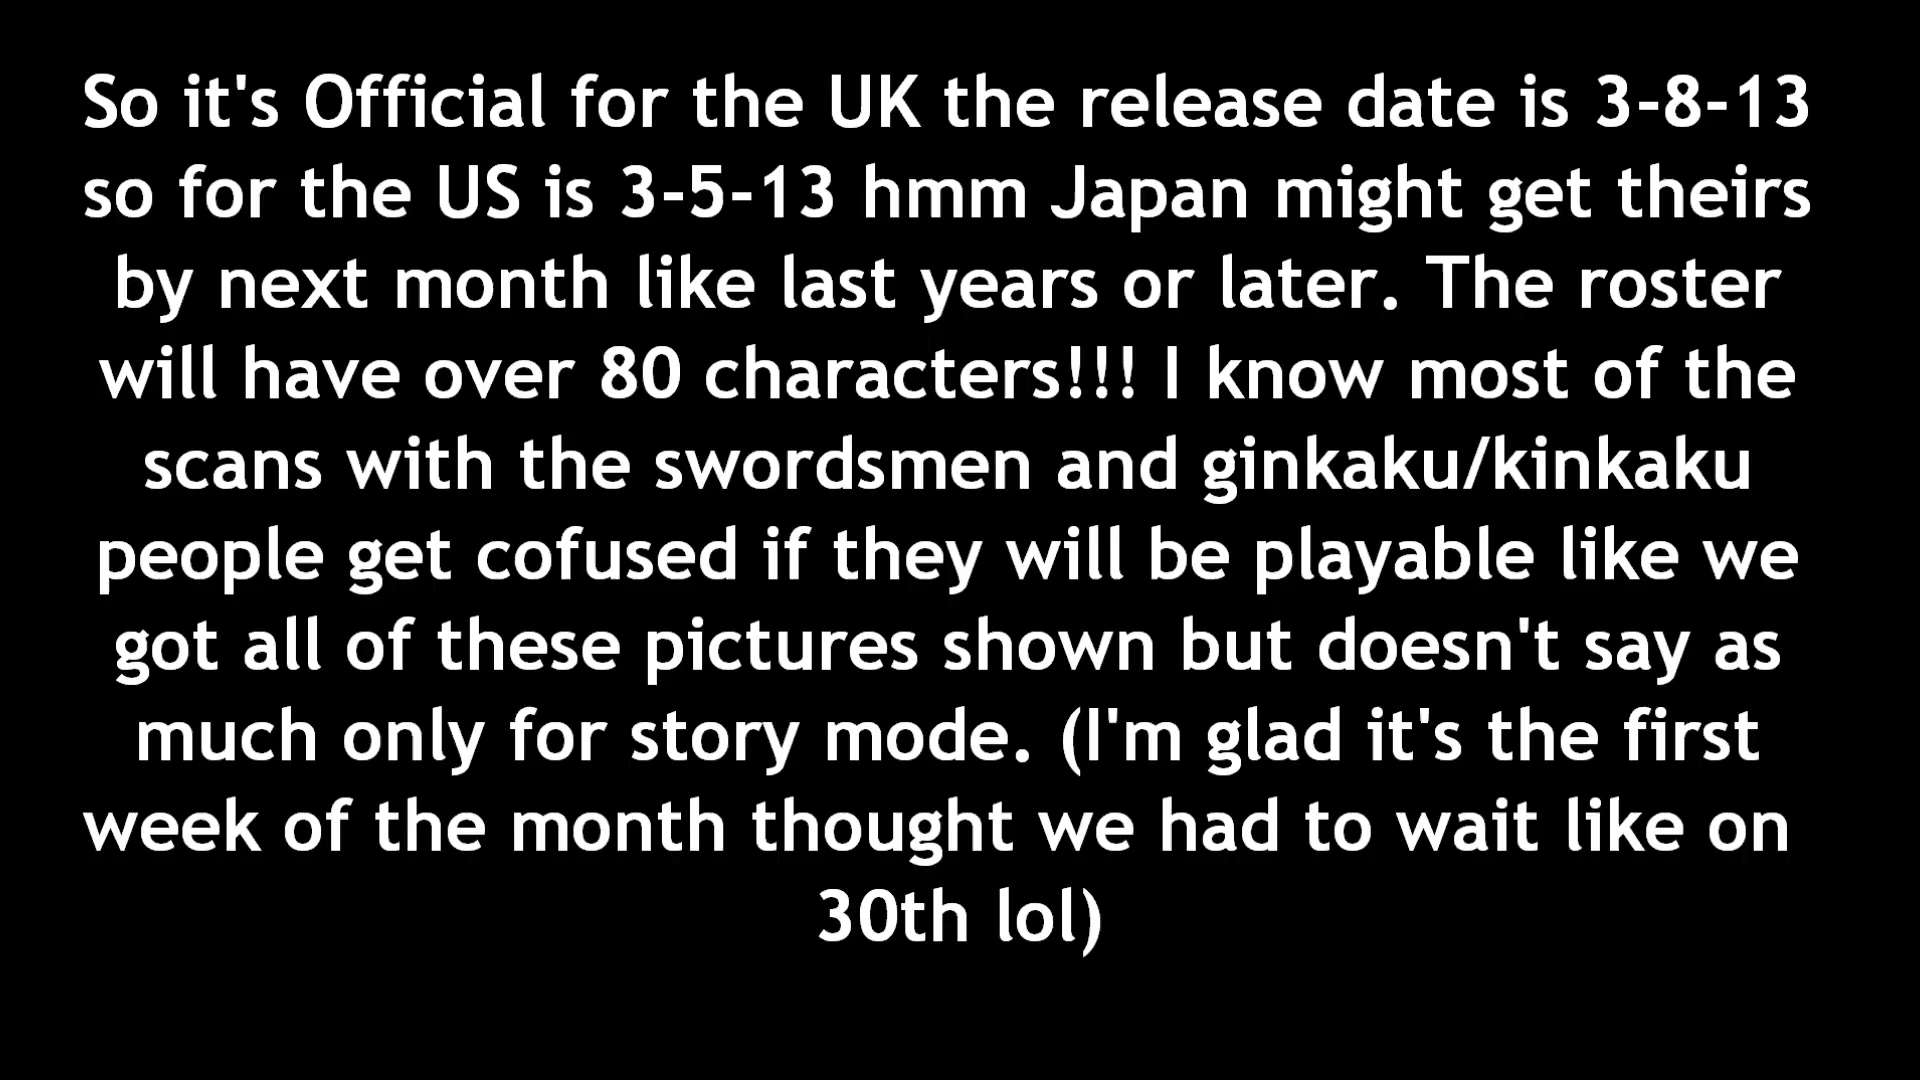 So it's Official for the UK the release date is 3-8-13
so for the US is 3-5-13 hmm Japan might get theirs
by next month like last years or later. The roster
will have over 80 characters!!! I know most of the
scans with the swordsmen and ginkaku/kinkaku
people get cofused if they will be playable like we
got all of these pictures shown but doesn't say as
much only for story mode. (I'm glad it's the first
week of the month thought we had to wait like on
30th lol)